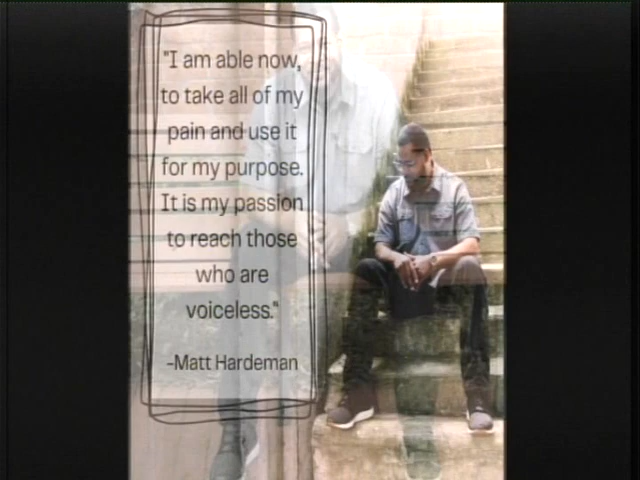 "I am able now,
to take all of my
pain and use it
for my purpose.
It is my passion
to reach those
who are
voiceless."
-Matt Hardeman